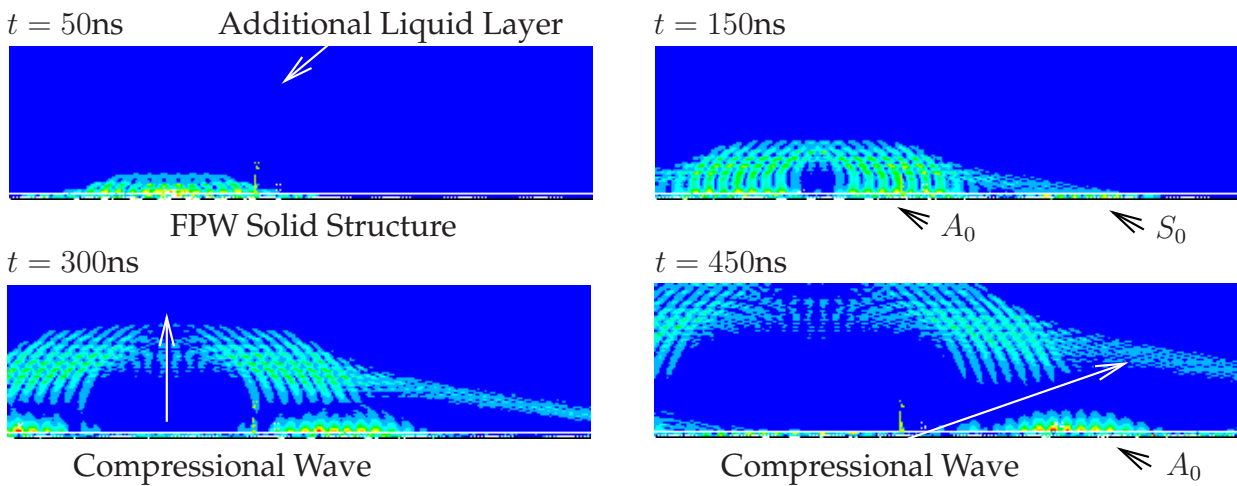 t = 50ns Additional Liquid Layer
t = 150ns
FPW Solid Structure
A₀ S₀
t = 300ns
t = 450ns
Compressional Wave
Compressional Wave A₀